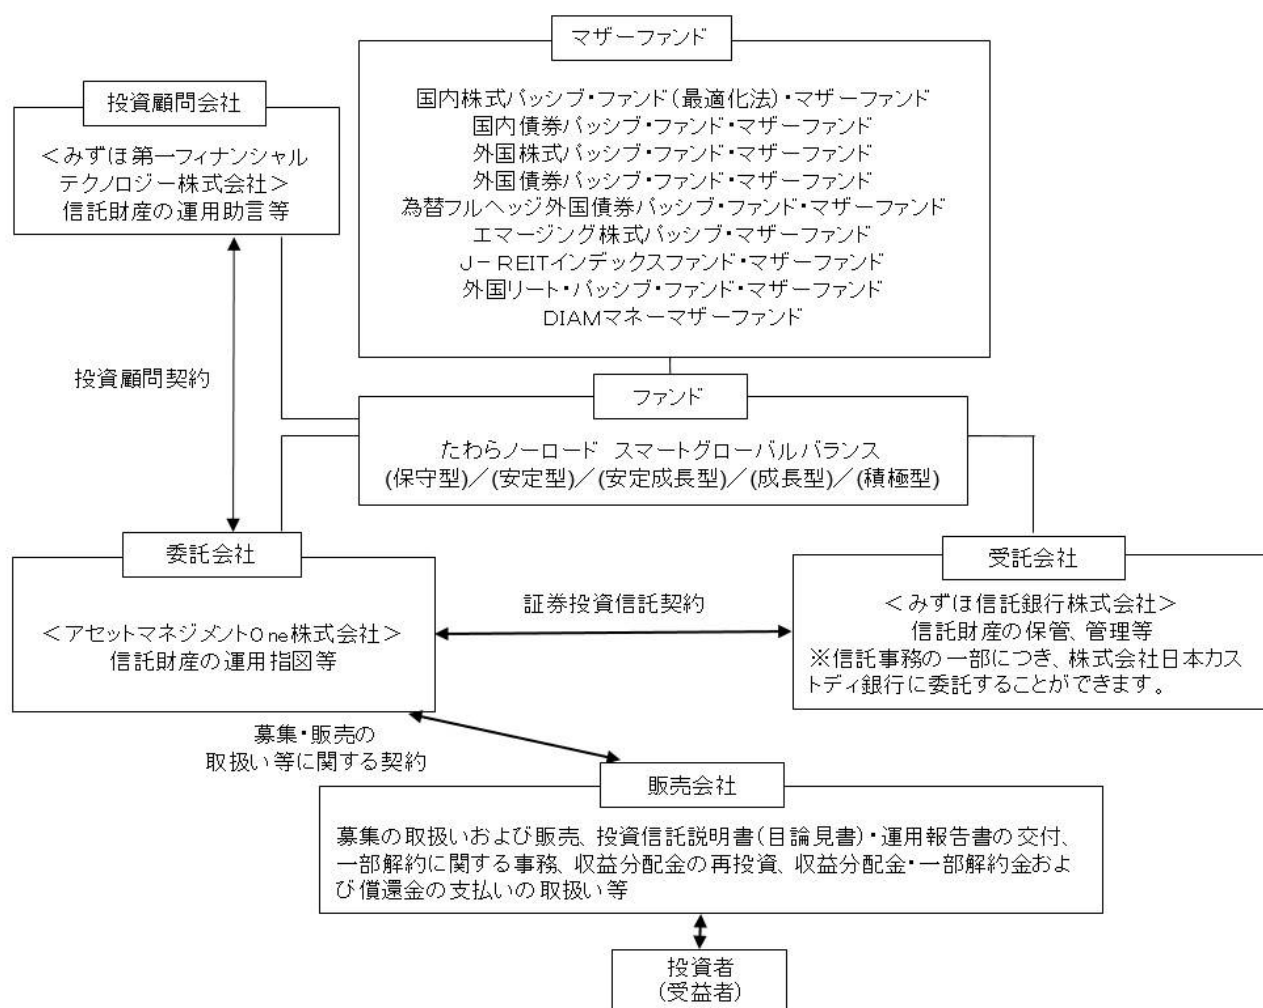 マザーファンド
国内株式パッシブ・ファンド(最適化法)・マザーファンド
国内債券パッシブ・ファンド・マザーファンド
外国株式パッシブ・ファンド・マザーファンド
外国債券パッシブ・ファンド・マザーファンド
為替フルヘッジ外国債券パッシブ・ファンド・マザーファンド
エマージング株式パッシブ・マザーファンド
J-REITインデックスファンド・マザーファンド
外国リート・パッシブ・ファンド・マザーファンド
DIAMマネーマザーファンド
投資顧問会社
<みずほ第一フィナンシャル
テクノロジー株式会社>
信託財産の運用助言等
投資顧問契約
ファンド
たわらノーロード スマートグローバルバランス
(保守型)/(安定型)/(安定成長型)/(成長型)/(積極型)
委託会社
<アセットマネジメントOne株式会社>
信託財産の運用指図等
証券投資信託契約
受託会社
<みずほ信託銀行株式会社>
信託財産の保管、管理等
※信託事務の一部につき、株式会社日本カス
トディ銀行に委託することができます。
募集・販売の
取扱い等に関する契約
販売会社
募集の取扱いおよび販売、投資信託説明書(目論見書)・運用報告書の交付、
一部解約に関する事務、収益分配金の再投資、収益分配金・一部解約金およ
び償還金の支払いの取扱い等
投資者
(受益者)